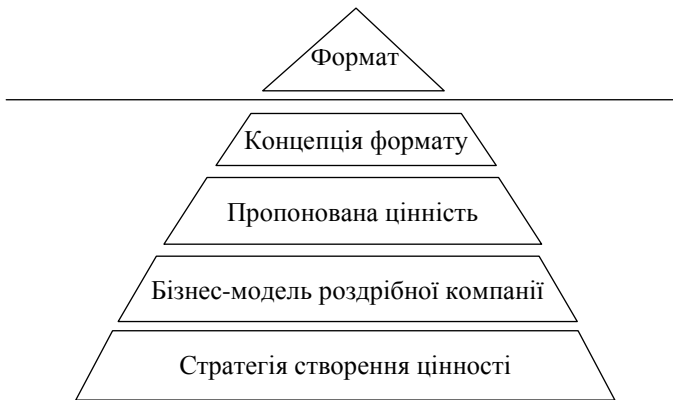 Формат
Концепція формату
Пропонована цінність
Бізнес-модель роздрібної компанії
Стратегія створення цінності